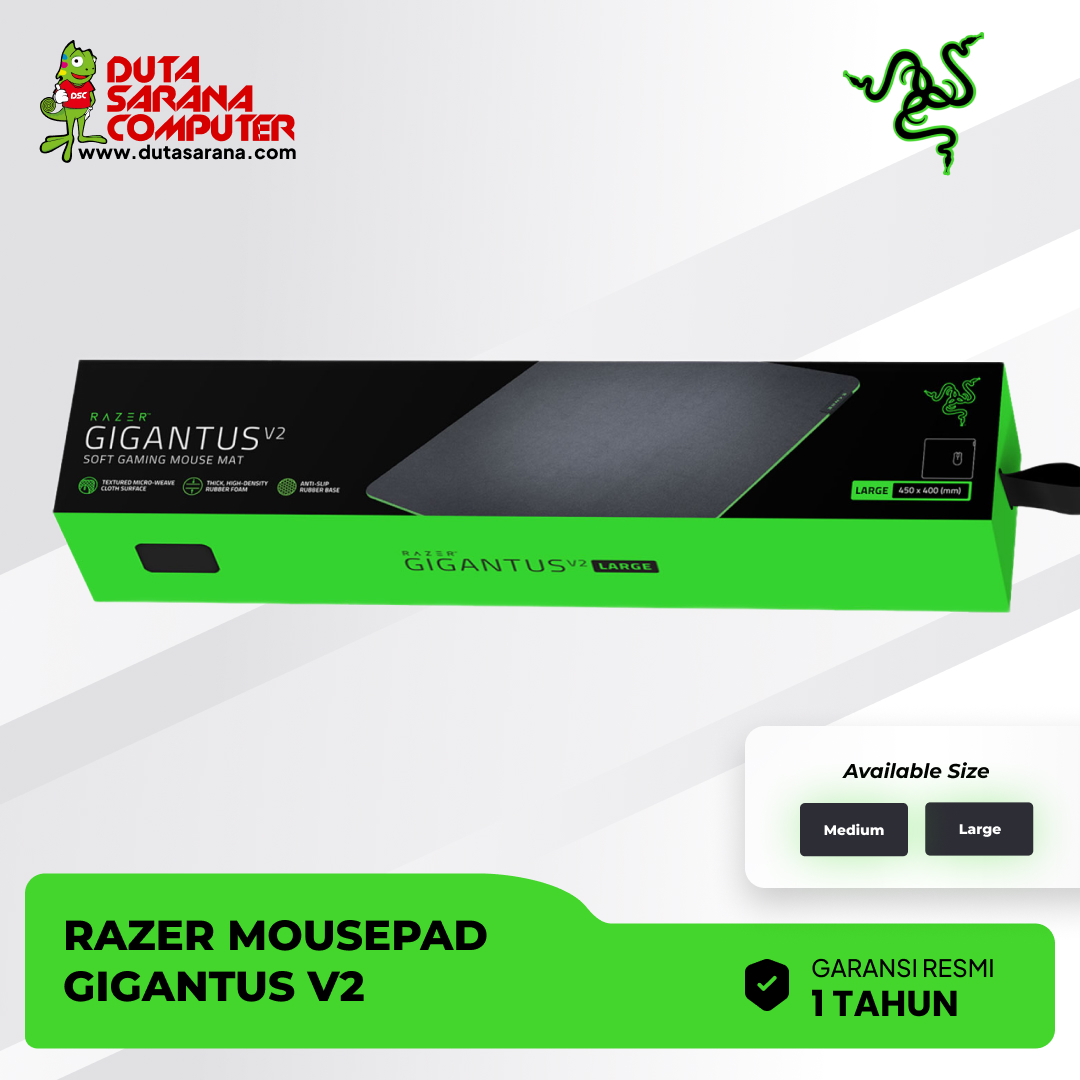 DUTA
SARANA
COMPUTER
DSC
www.dutasarana.com
RAZER™
GIGANTUS V2
SOFT GAMING MOUSE MAT
TEXTURED MICRO-WEAVE
CLOTH SURFACE
THICK, HIGH-DENSITY
RUBBER FOAM
ANTI-SLIP
RUBBER BASE
RAZER
LARGE 450 x 400 (mm)
RAZER™
GIGANTUS V2 LARGE
Available Size
Medium
Large
RAZER MOUSEPAD
GIGANTUS V2
GARANSI RESMI
1 TAHUN